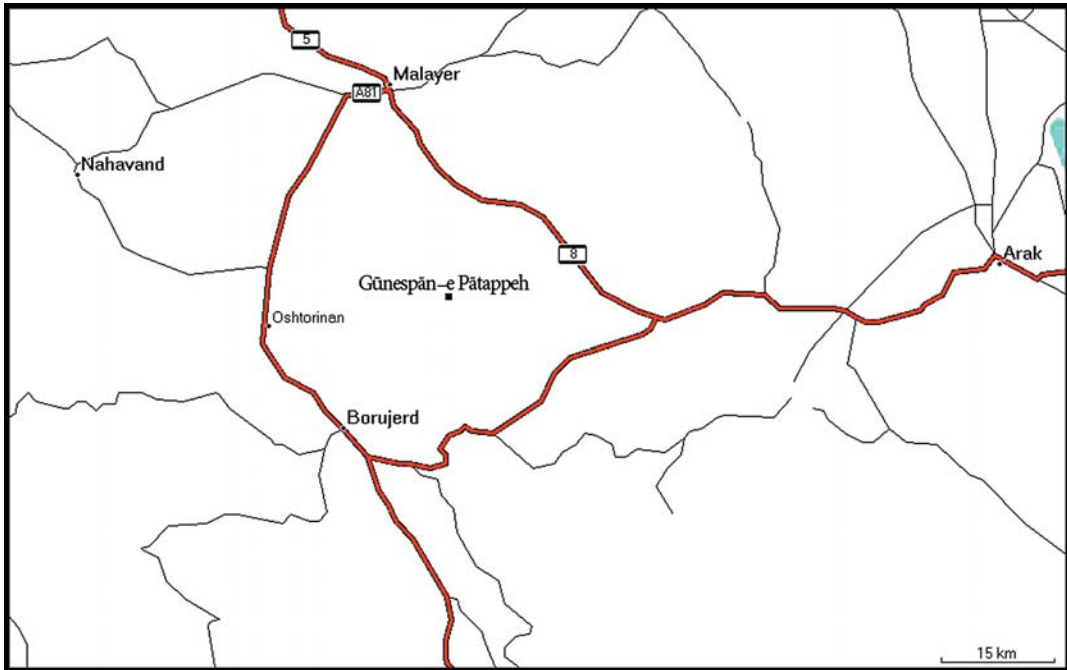 5
Malayer
A81
Nahavand
8
Arak
Gūnespān–e Pātappeh
Oshtorinan
Borujerd
15 km